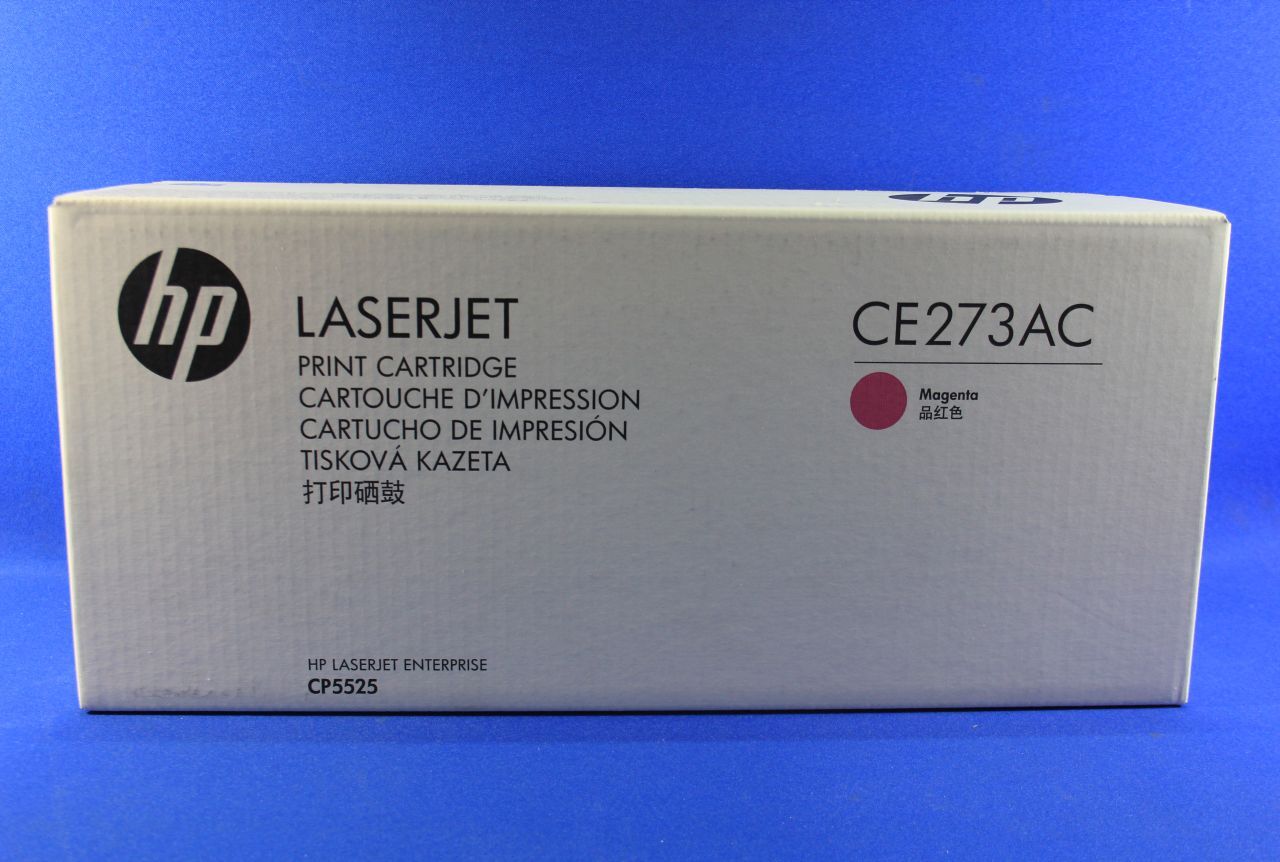 hp
hp
LASERJET
PRINT CARTRIDGE
CARTOUCHE D'IMPRESSION
CARTUCHO DE IMPRESIÓN
TISKOVÁ KAZETA
打印硒鼓
CE273AC
Magenta
品红色
HP LASERJET ENTERPRISE
CP5525